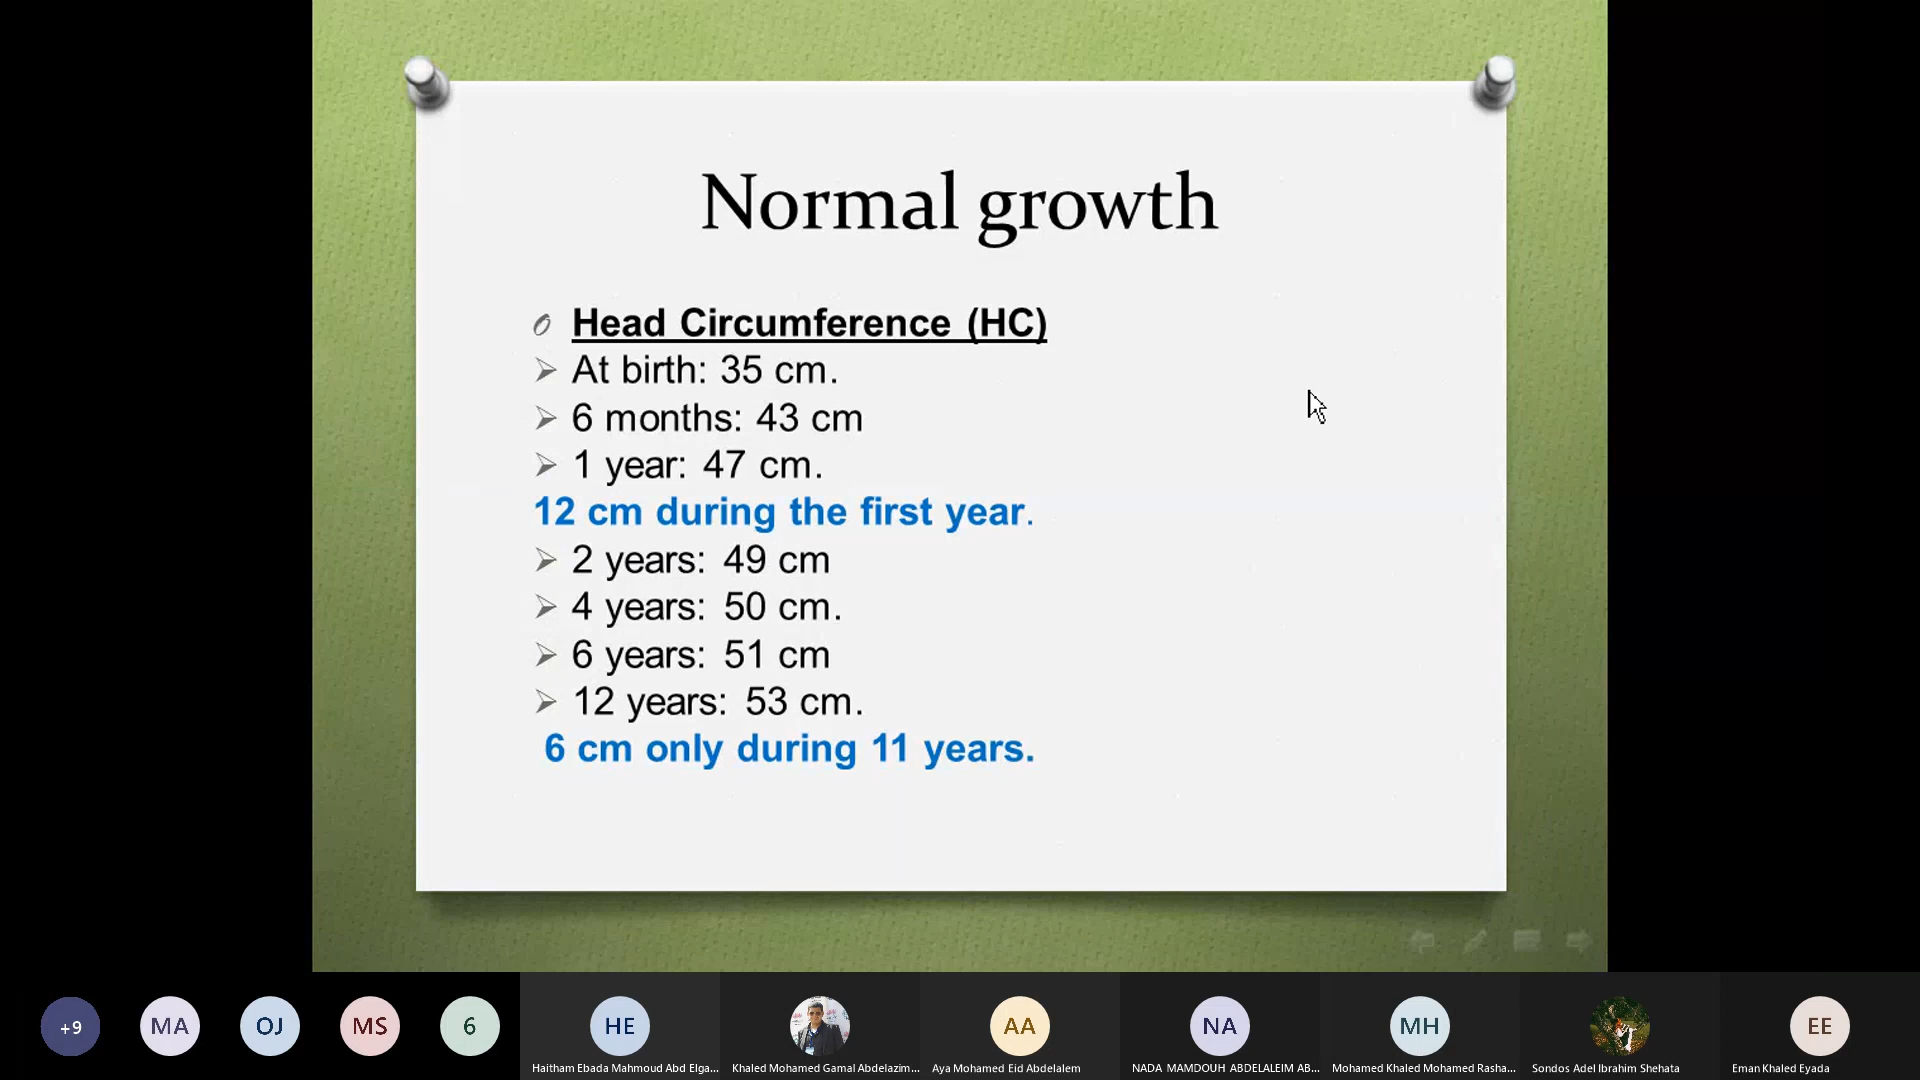 Normal growth
Head Circumference (HC)
At birth: 35 cm.
6 months: 43 cm
1 year: 47 cm.
12 cm during the first year.
2 years: 49 cm
4 years: 50 cm.
6 years: 51 cm
12 years: 53 cm.
6 cm only during 11 years.
+9
MA
OJ
MS
6
HE
AA
NA
MH
EE
Haitham Ebada Mahmoud Abd Elga...
Khaled Mohamed Gamal Abdelazim...
Aya Mohamed Eid Abdelalem
NADA MAMDOUH ABDELALEIM AB...
Mohamed Khaled Mohamed Rasha...
Sondos Adel Ibrahim Shehata
Eman Khaled Eyada